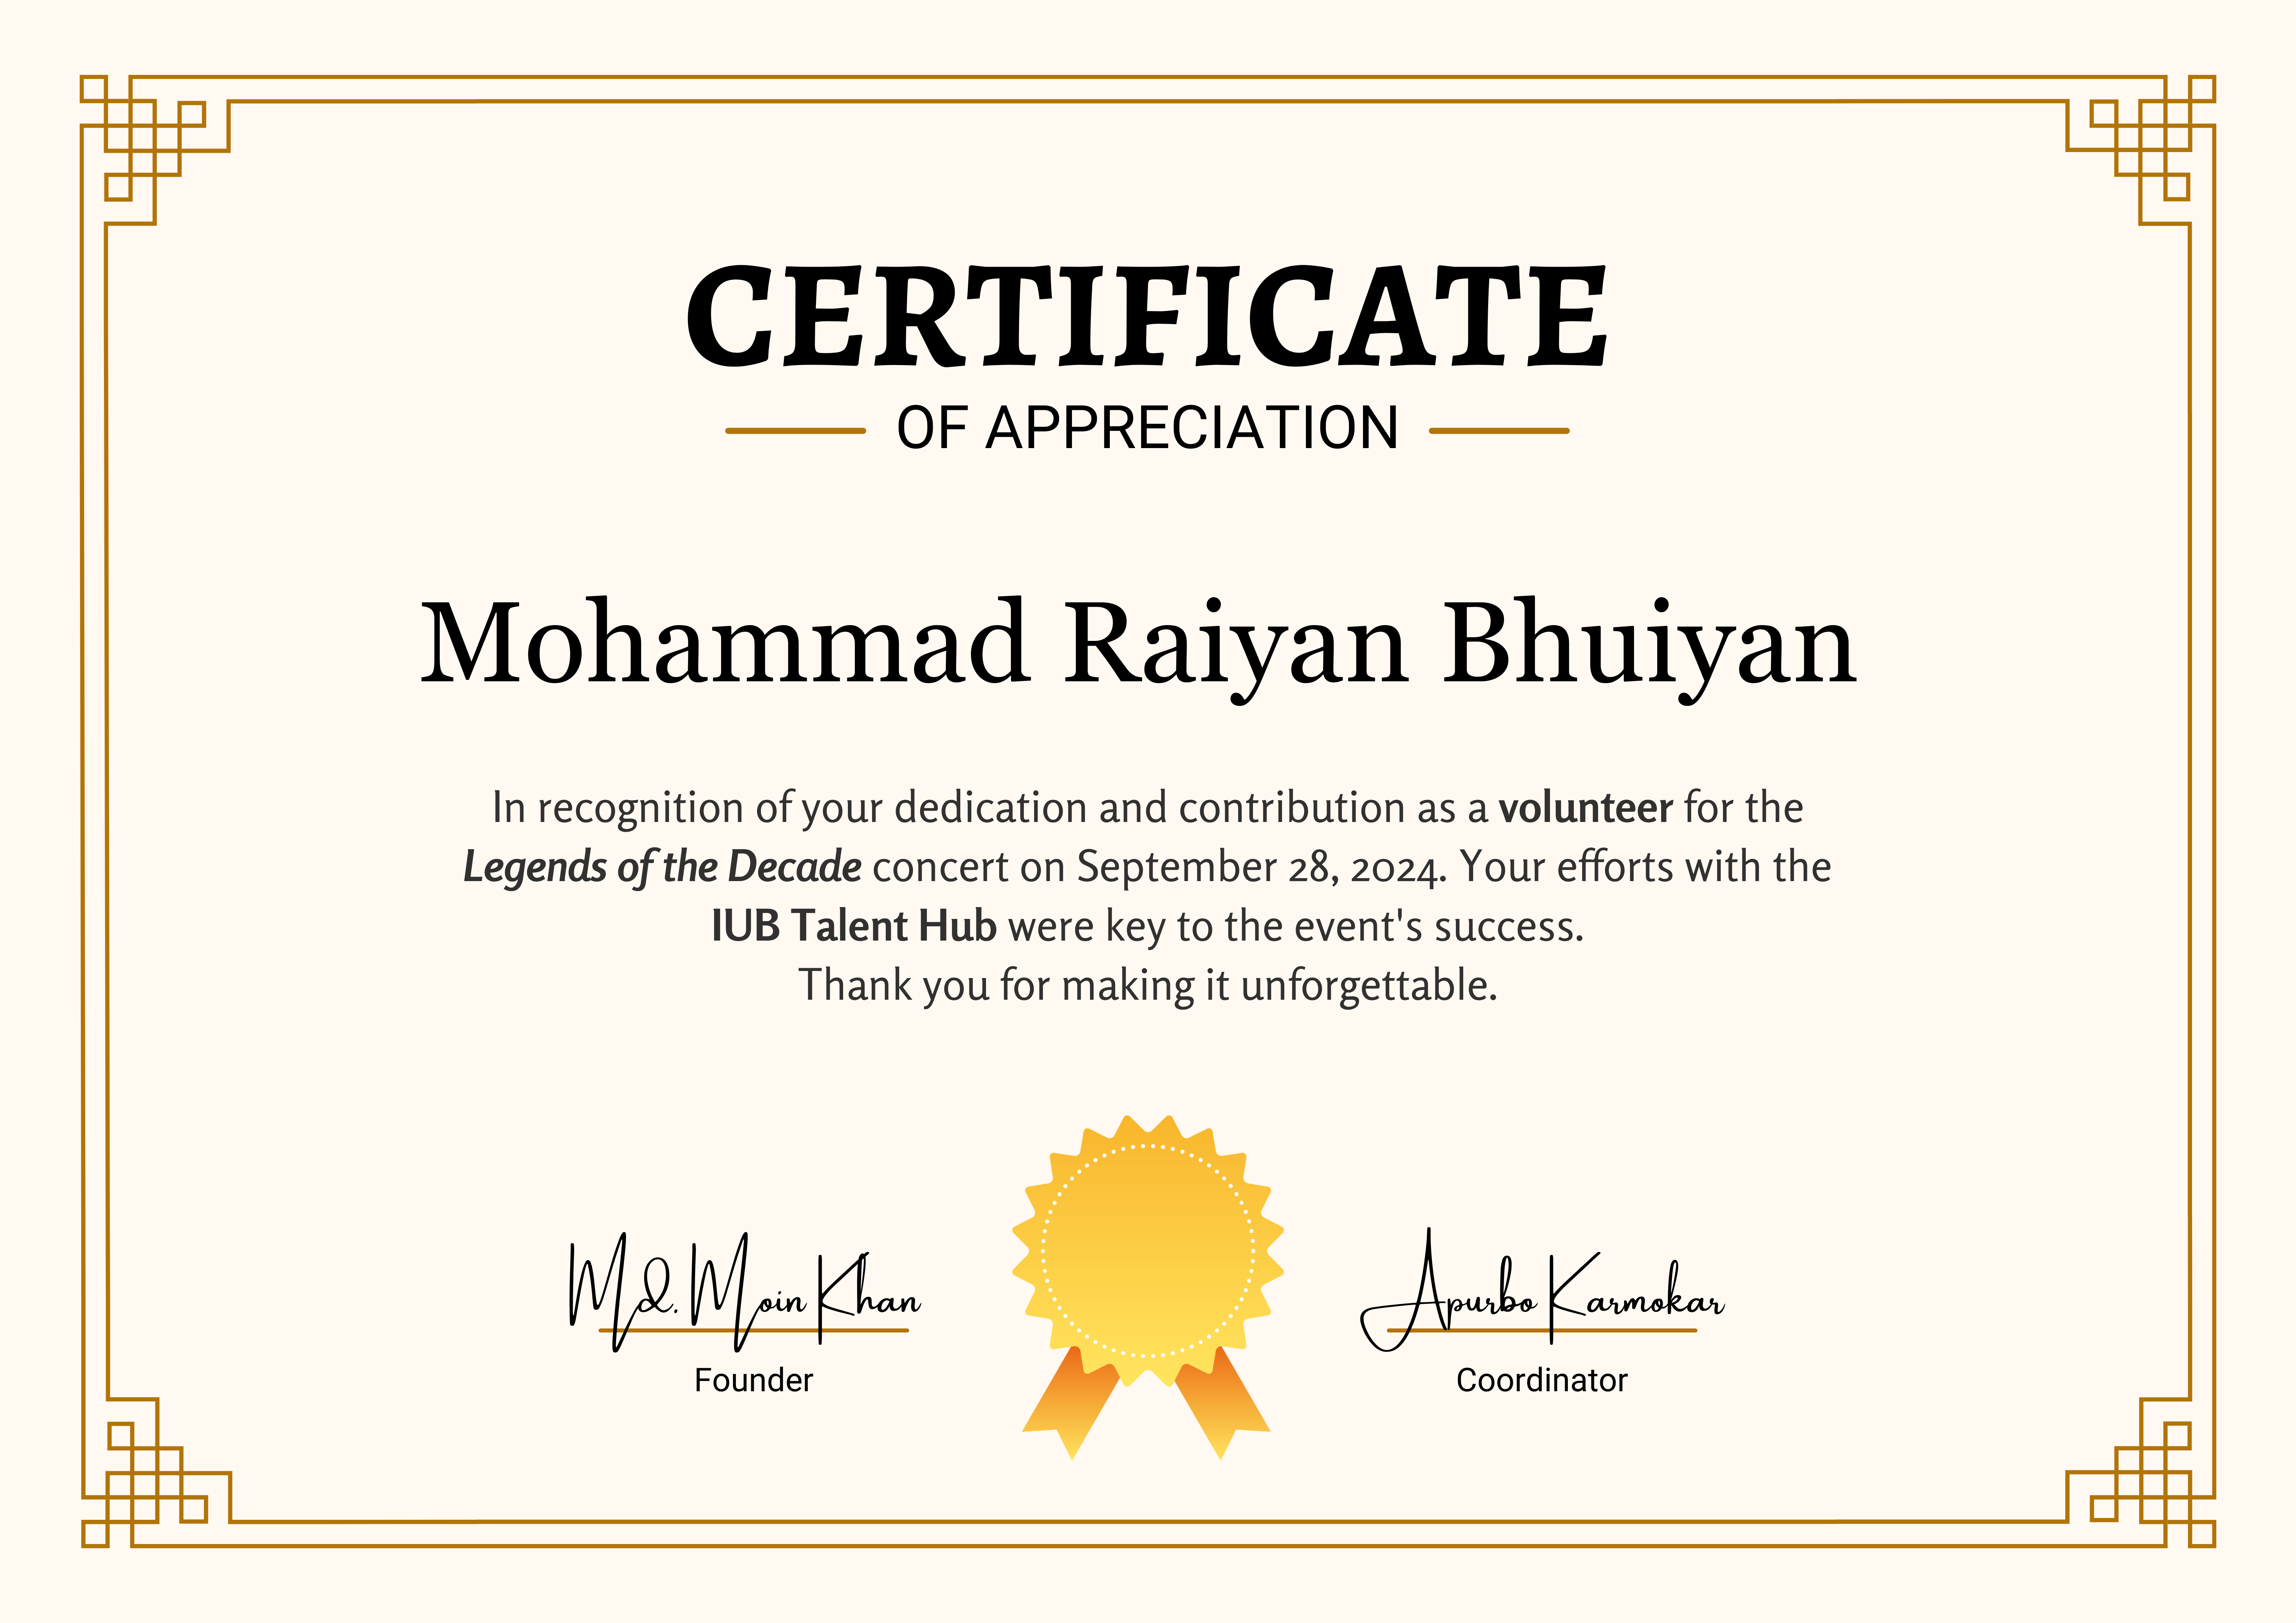 CERTIFICATE
OF APPRECIATION
Mohammad Raiyan Bhuiyan
In recognition of your dedication and contribution as a volunteer for the
Legends of the Decade concert on September 28, 2024. Your efforts with the
IUB Talent Hub were key to the event's success.
Thank you for making it unforgettable.
Md. Moin Khan
Founder
Apurbo Karmokar
Coordinator